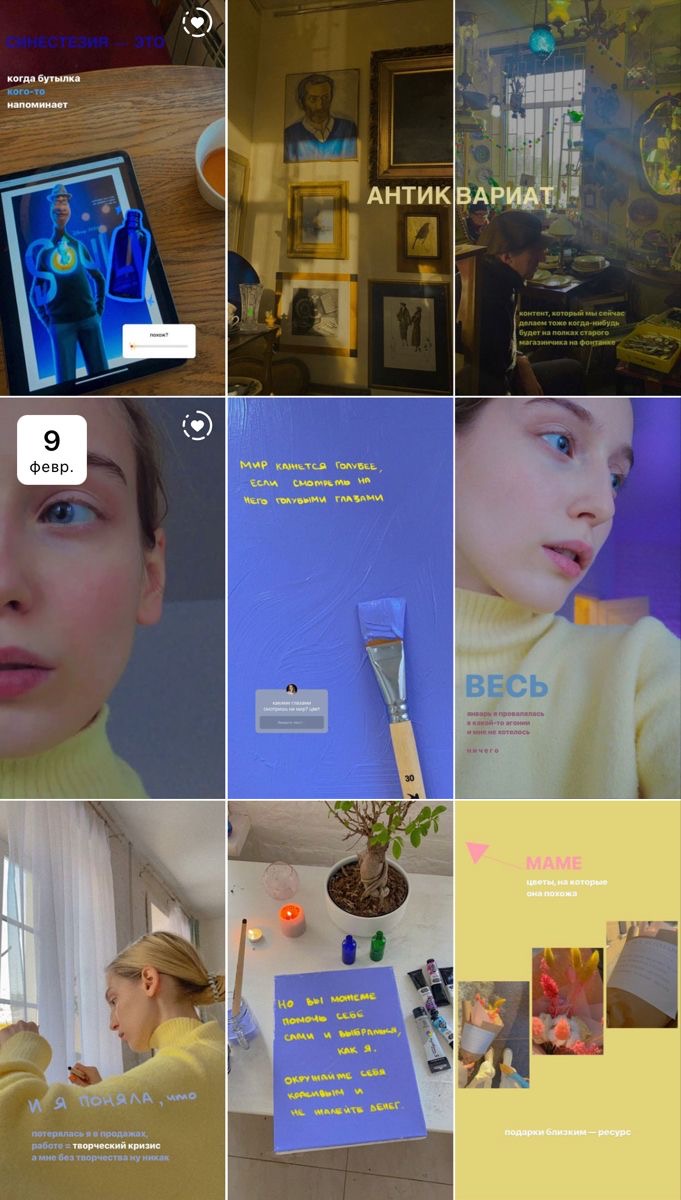 СИНЕСТЕЗИЯ — ЭТО
когда бутылка
кого-то
напоминает
SOUL
похож?
АНТИКВАРИАТ
контент, который мы сейчас
делаем тоже когда-нибудь
будет на полках старого
магазинчика на фонтанке
9
февр.
МИР КАЖЕТСЯ ГОЛУБЕЕ,
ЕСЛИ СМОТРЕТЬ НА
НЕГО ГОЛУБЫМИ ГЛАЗАМИ
какими глазами
смотришь на мир? цвет
30
ВЕСЬ
январь я провалялась
в какой-то агонии
и мне не хотелось
ничего
И Я ПОНЯЛА, что
потерялась я в продажах,
работе = творческий кризис
а мне без творчества ну никак
НО ВЫ МОЖЕТЕ
ПОМОЧЬ СЕБЕ
САМИ И ВЫБРАТЬСЯ,
КАК Я.
ОКРУЖАЙТЕ СЕБЯ
КРАСИВЫМ И
НЕ ЖАЛЕЙТЕ ДЕНЕГ.
МАМЕ
цветы, на которые
она похожа
подарки близким — ресурс